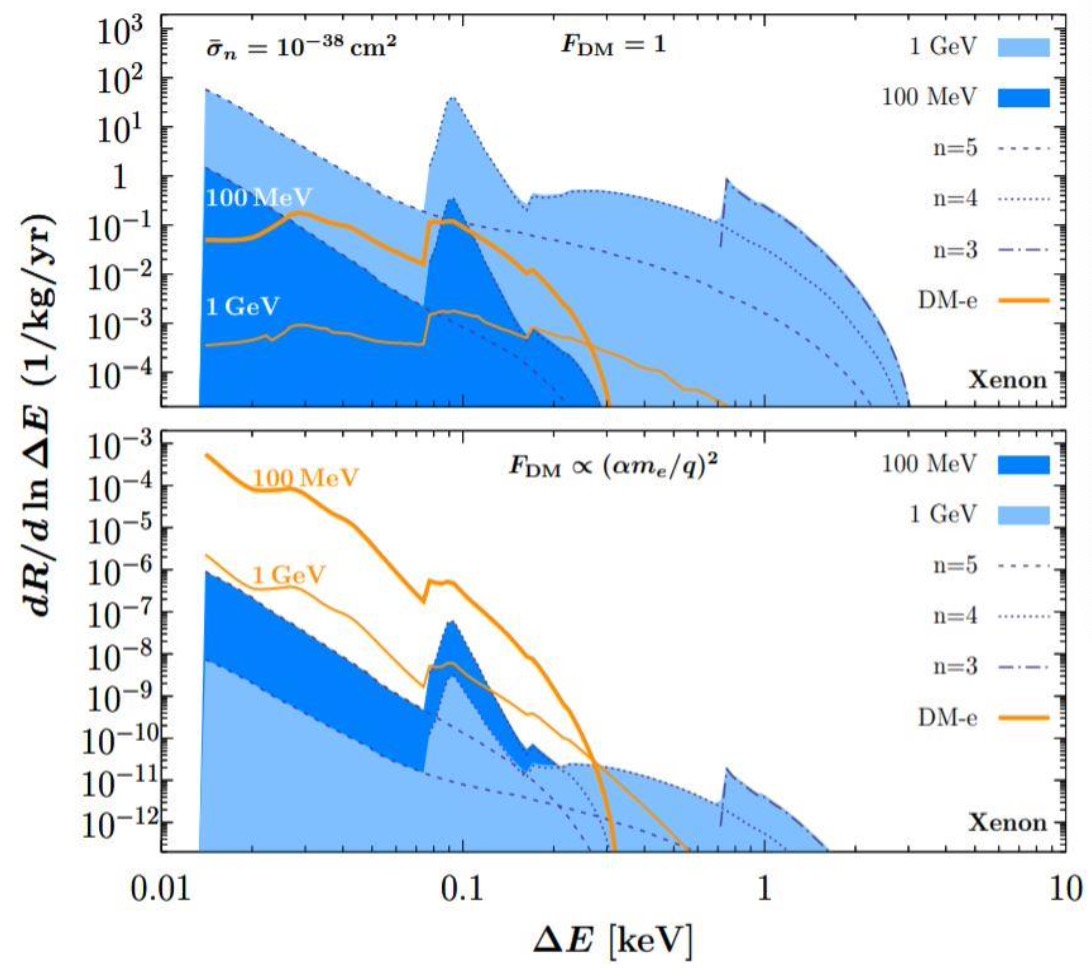 σ̄ₙ = 10⁻³⁸ cm²
F_DM = 1
1 GeV
100 MeV
n=5
n=4
n=3
DM-e
100 MeV
1 GeV
Xenon
10³
10²
10¹
1
10⁻¹
10⁻²
10⁻³
10⁻⁴
dR/d ln ΔE (1/kg/yr)
F_DM ∝ (αmₑ/q)²
100 MeV
1 GeV
n=5
n=4
n=3
DM-e
100 MeV
1 GeV
Xenon
10⁻³
10⁻⁴
10⁻⁵
10⁻⁶
10⁻⁷
10⁻⁸
10⁻⁹
10⁻¹⁰
10⁻¹¹
10⁻¹²
0.01 0.1 1 10
ΔE [keV]